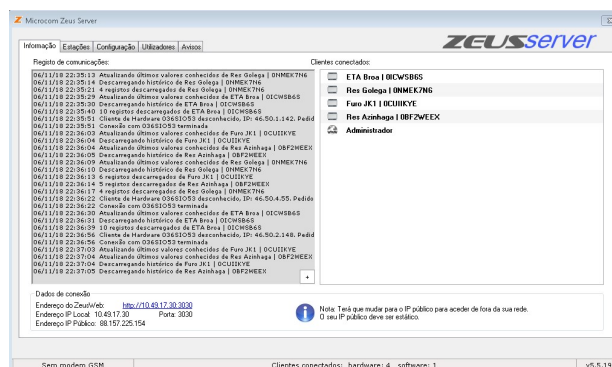 Microcom Zeus Server
ZEUSserver
Informação Estações Configuração Utilizadores Avisos
Registo de comunicações:
06/11/18 22:35:13 Atualizando últimos valores conhecidos de Res Golega | 0NMEK7N6
06/11/18 22:35:14 Descarregando histórico de Res Golega | 0NMEK7N6
06/11/18 22:35:21 4 registos descarregados de Res Golega | 0NMEK7N6
06/11/18 22:35:29 Atualizando últimos valores conhecidos de ETA Broa | 0ICWSB6S
06/11/18 22:35:30 Descarregando histórico de ETA Broa | 0ICWSB6S
06/11/18 22:35:40 10 registos descarregados de ETA Broa | 0ICWSB6S
06/11/18 22:35:51 Cliente de Hardware 036SIO53 desconhecido, IP: 46.50.1.142. Pedid
06/11/18 22:35:51 Conexão com 036SIO53 terminada
06/11/18 22:36:03 Atualizando últimos valores conhecidos de Furo JK1 | 0CUIIKYE
06/11/18 22:36:04 Descarregando histórico de Furo JK1 | 0CUIIKYE
06/11/18 22:36:04 Atualizando últimos valores conhecidos de Res Azinhaga | 0BF2WEEX
06/11/18 22:36:05 Descarregando histórico de Res Azinhaga | 0BF2WEEX
06/11/18 22:36:09 Atualizando últimos valores conhecidos de Res Golega | 0NMEK7N6
06/11/18 22:36:10 Descarregando histórico de Res Golega | 0NMEK7N6
06/11/18 22:36:13 6 registos descarregados de Furo JK1 | 0CUIIKYE
06/11/18 22:36:14 5 registos descarregados de Res Azinhaga | 0BF2WEEX
06/11/18 22:36:17 4 registos descarregados de Res Golega | 0NMEK7N6
06/11/18 22:36:22 Cliente de Hardware 036SIO53 desconhecido, IP: 46.50.4.55. Pedido
06/11/18 22:36:22 Conexão com 036SIO53 terminada
06/11/18 22:36:30 Atualizando últimos valores conhecidos de ETA Broa | 0ICWSB6S
06/11/18 22:36:31 Descarregando histórico de ETA Broa | 0ICWSB6S
06/11/18 22:36:39 10 registos descarregados de ETA Broa | 0ICWSB6S
06/11/18 22:36:56 Cliente de Hardware 036SIO53 desconhecido, IP: 46.50.2.148. Pedid
06/11/18 22:36:56 Conexão com 036SIO53 terminada
06/11/18 22:37:03 Atualizando últimos valores conhecidos de Furo JK1 | 0CUIIKYE
06/11/18 22:37:04 Atualizando últimos valores conhecidos de Res Azinhaga | 0BF2WEEX
06/11/18 22:37:04 Descarregando histórico de Furo JK1 | 0CUIIKYE
06/11/18 22:37:05 Descarregando histórico de Res Azinhaga | 0BF2WEEX
+
Clientes conectados:
ETA Broa | 0ICWSB6S
Res Golega | 0NMEK7N6
Furo JK1 | 0CUIIKYE
Res Azinhaga | 0BF2WEEX
Administrador
Dados de conexão
Endereço do ZeusWeb: http://10.49.17.30:3030
Endereço IP Local: 10.49.17.30 Porta: 3030
Endereço IP Público: 88.157.225.154
Nota: Terá que mudar para o IP público para aceder de fora da sua rede.
O seu IP público deve ser estático.
Sem modem GSM
Clientes conectados: hardware: 4 software: 1
v5.5.19